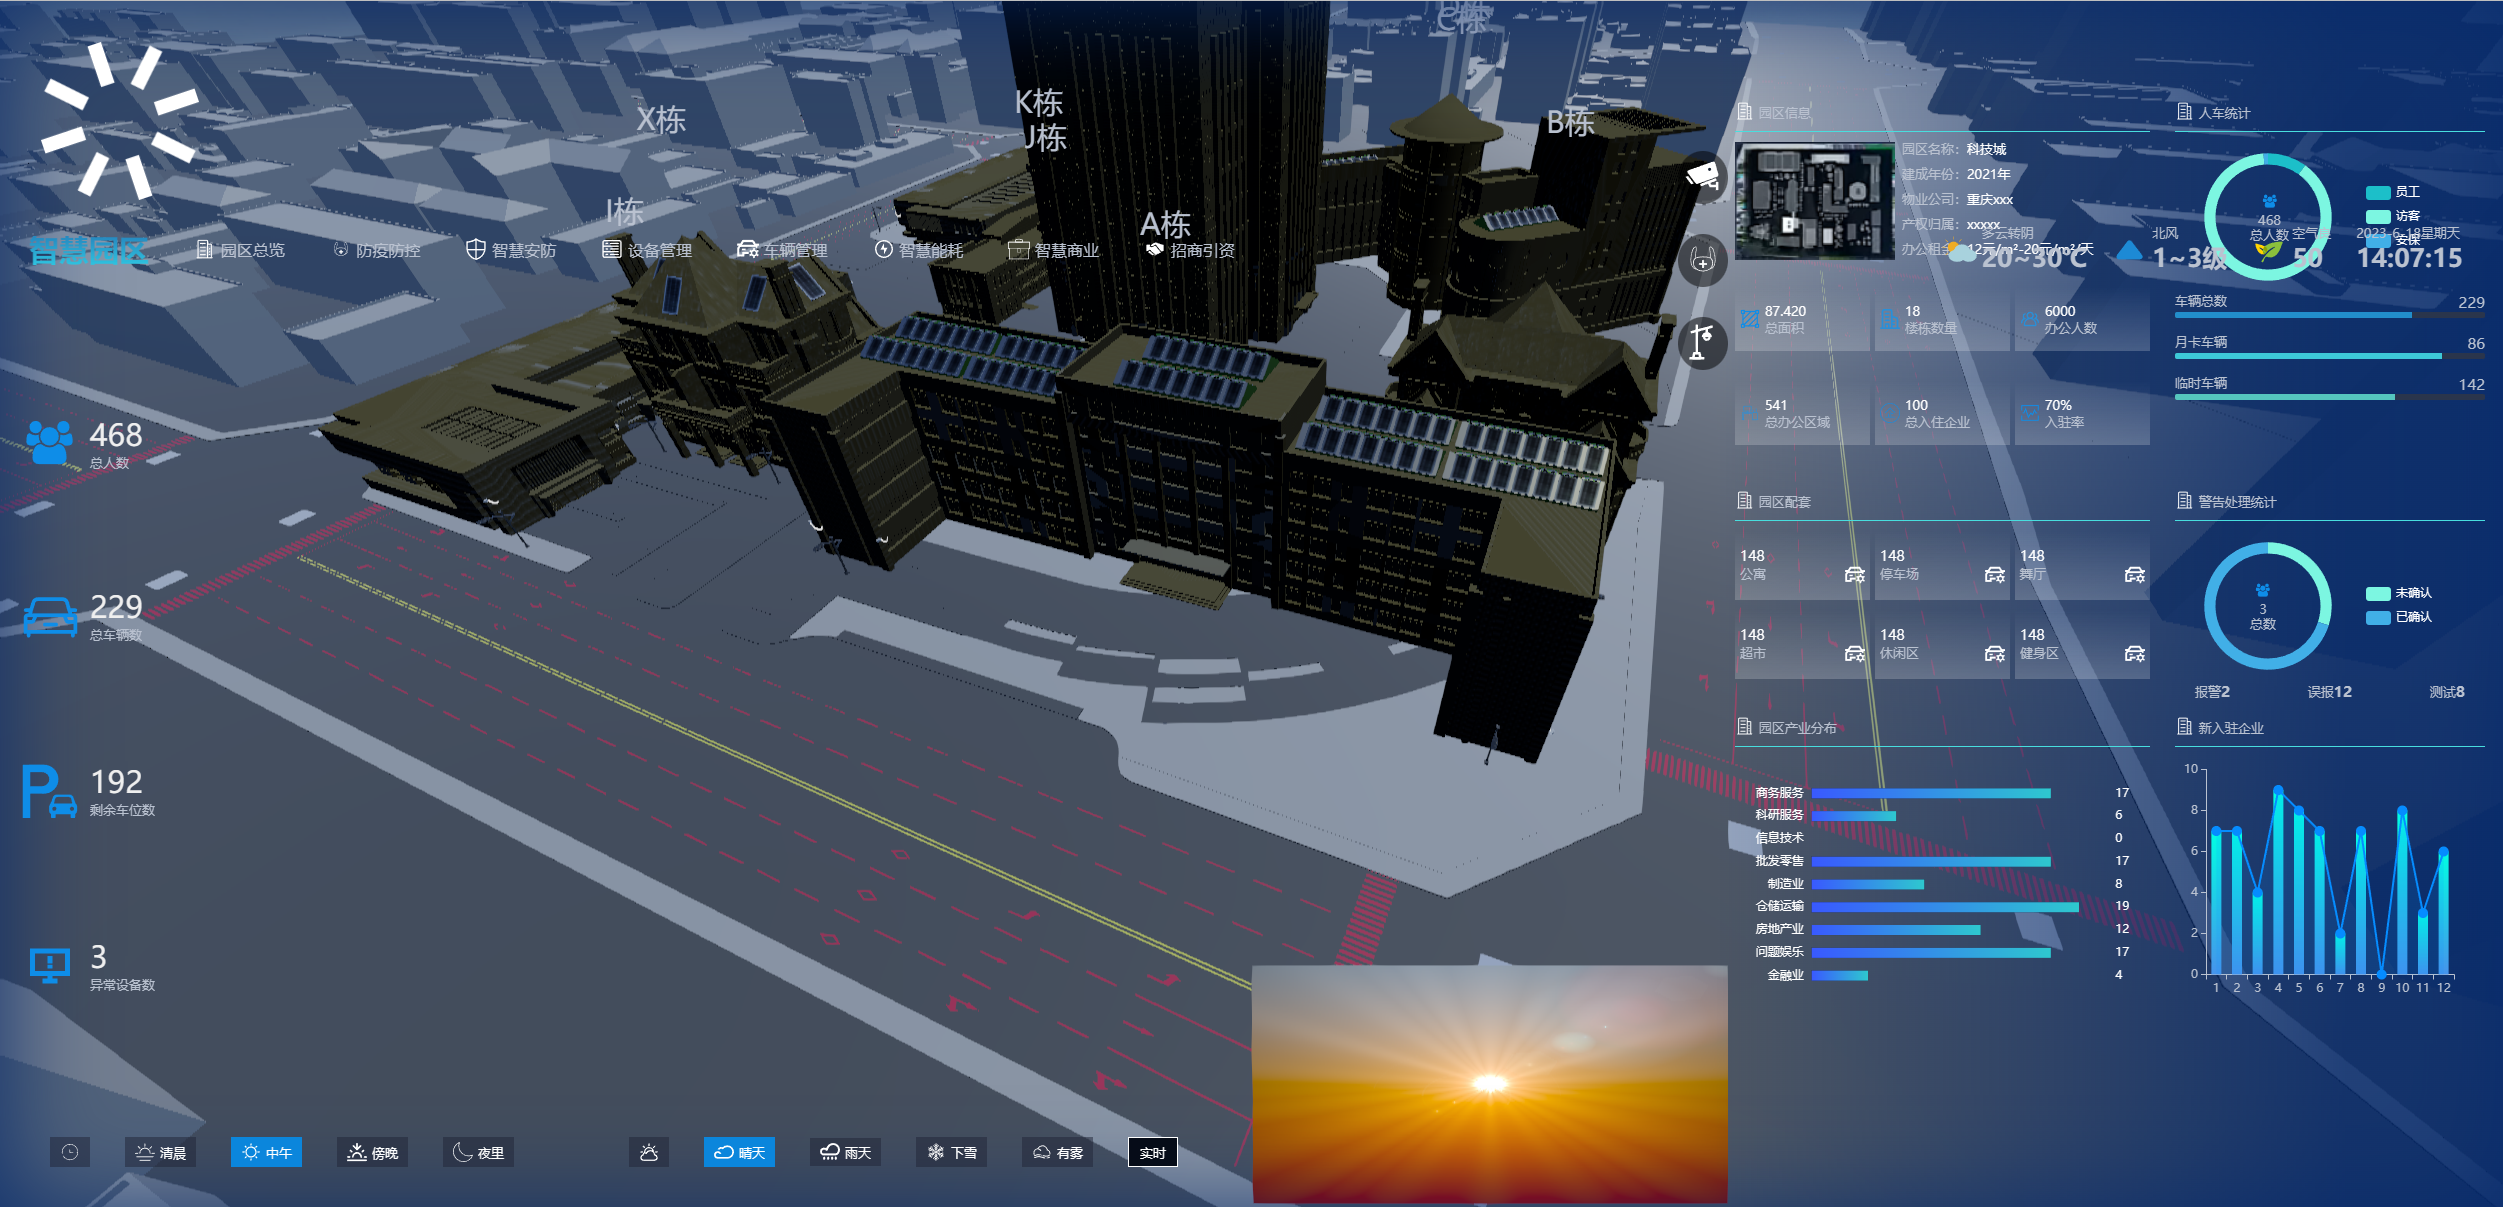 C栋
K栋
X栋
J栋
B栋
I栋
A栋
智慧园区
园区总览
防疫防控
智慧安防
设备管理
车辆管理
智慧能耗
智慧商业
招商引资
多云转阴
20~30℃
北风
1~3级
空气
50
2023-6-18星期天
14:07:15
468
总人数
229
总车辆数
192
剩余车位数
3
异常设备数
园区信息
园区名称：科技城
建成年份：2021年
物业公司：重庆xxx
产权归属：xxxxx
办公租金 12元/m²-20元/m²/天
87.420
总面积
18
楼栋数量
6000
办公人数
541
总办公区域
100
总入住企业
70%
入驻率
园区配套
148
公寓
148
停车场
148
舞厅
148
超市
148
休闲区
148
健身区
园区产业分布
商务服务 17
科研服务 6
信息技术 0
批发零售 17
制造业 8
仓储运输 19
房地产业 12
问题娱乐 17
金融业 4
人车统计
468
总人数
员工
访客
安保
车辆总数 229
月卡车辆 86
临时车辆 142
警告处理统计
3
总数
未确认
已确认
报警2
误报12
测试8
新入驻企业
10
8
6
4
2
0
1 2 3 4 5 6 7 8 9 10 11 12
清晨
中午
傍晚
夜里
晴天
雨天
下雪
有雾
实时